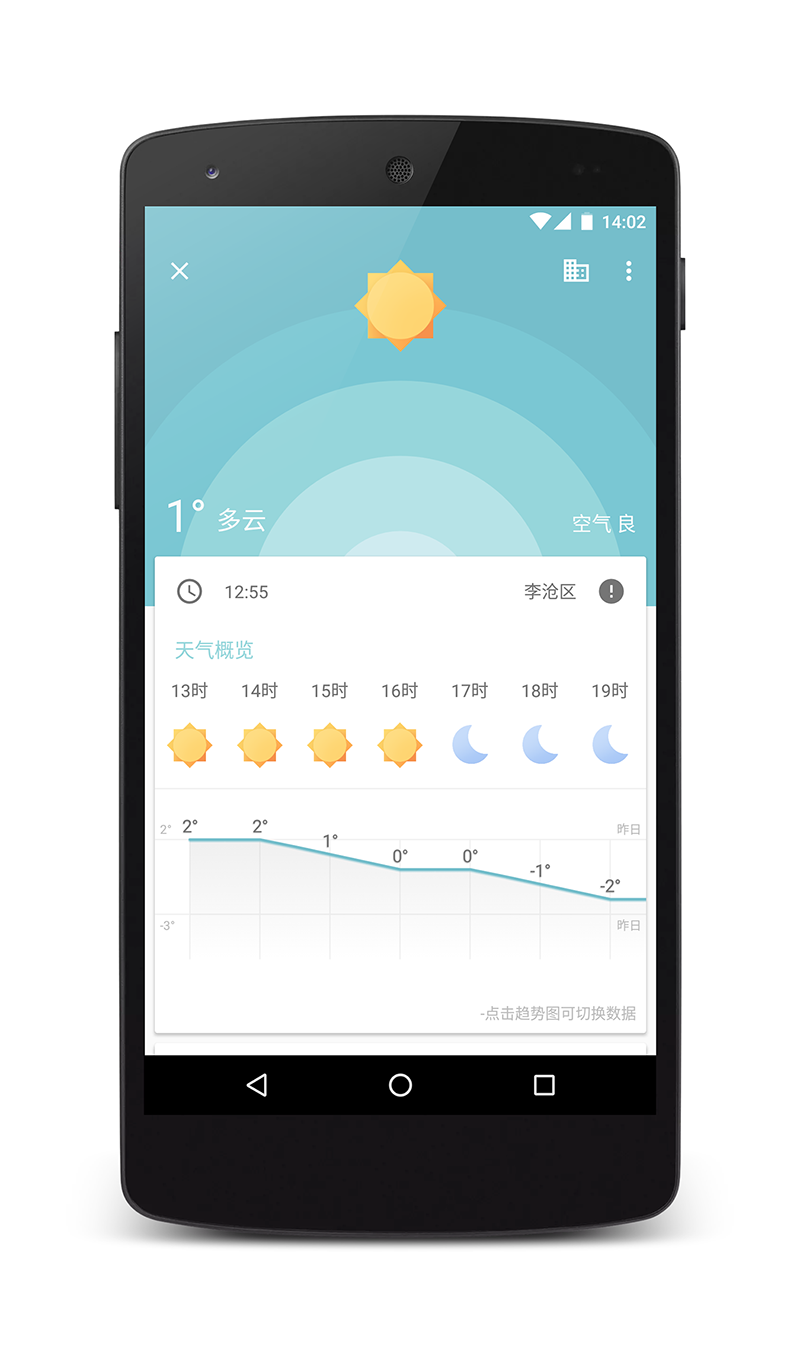 14:02
1° 多云
空气 良
12:55
李沧区
天气概览
13时 14时 15时 16时 17时 18时 19时
2° 2° 2° 1° 0° 0° -1° -2° 昨日
-3° 昨日
-点击趋势图可切换数据